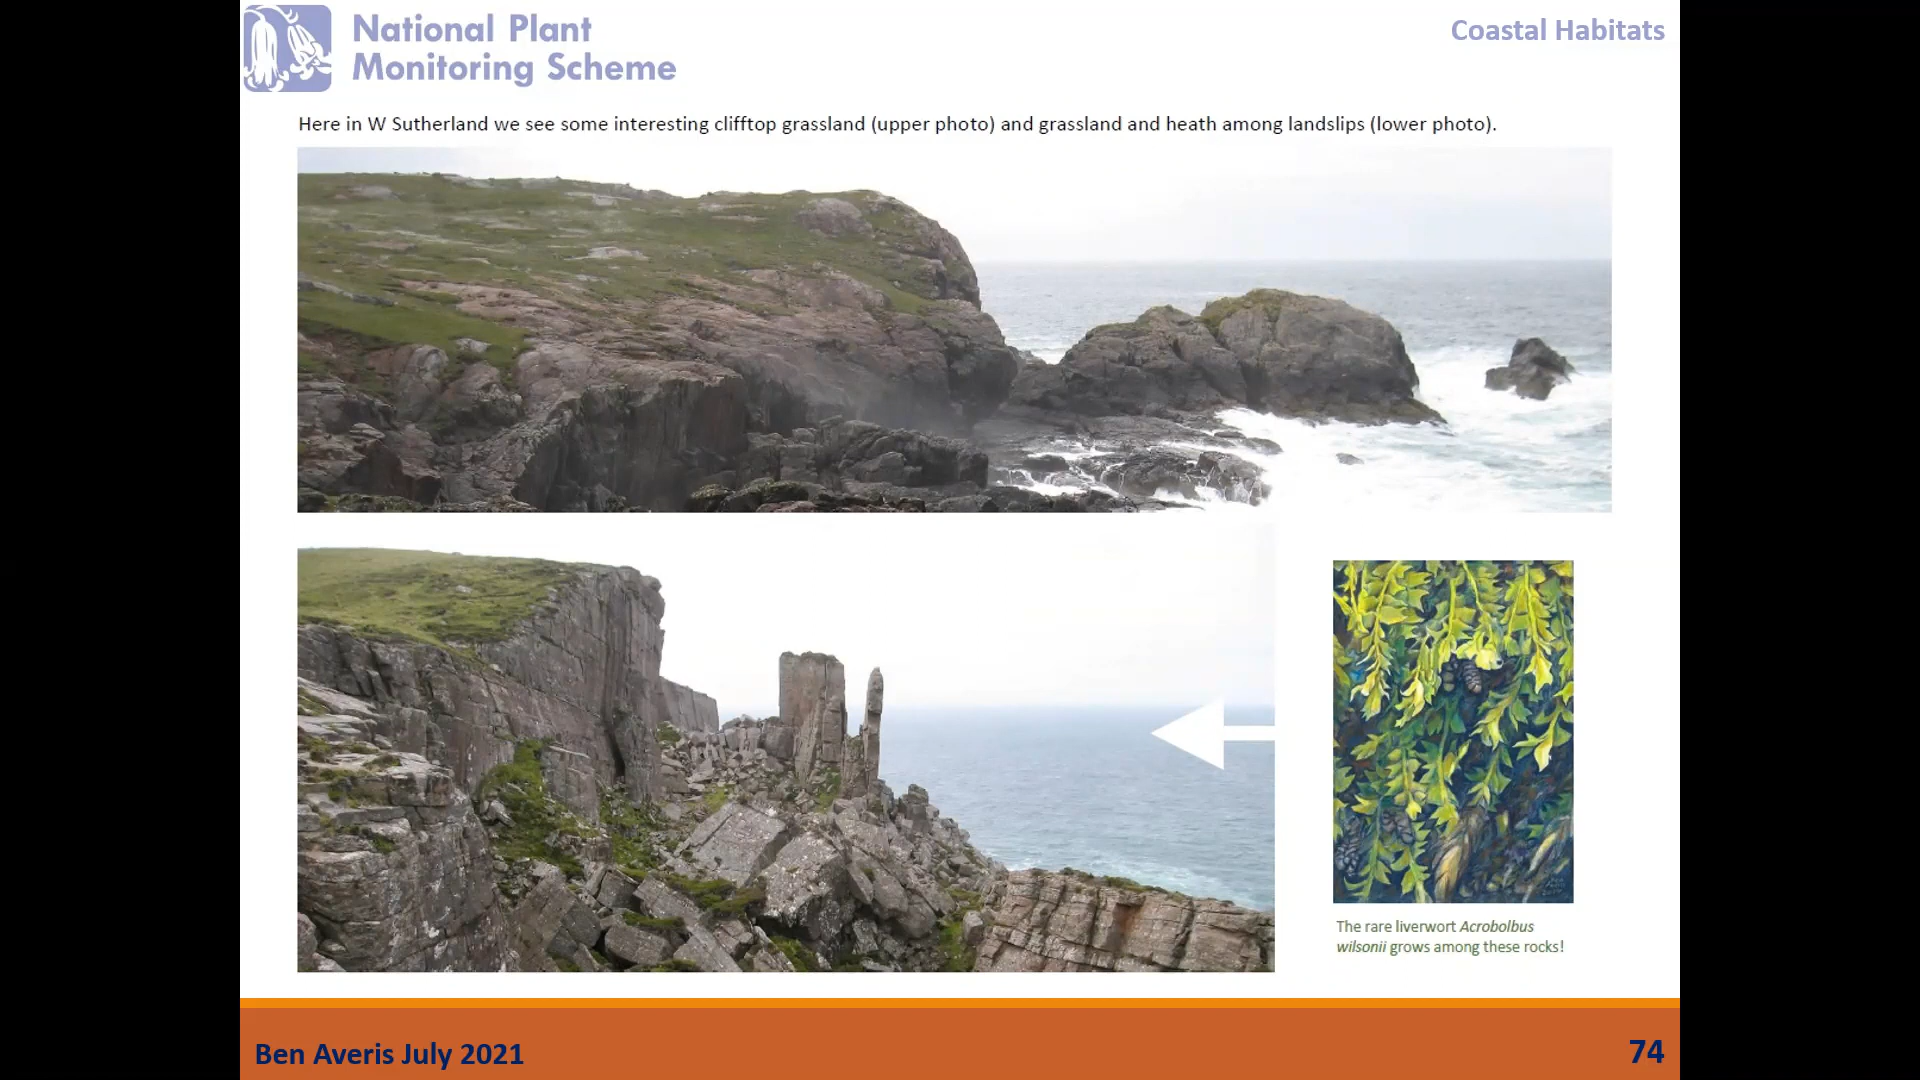 National Plant
Monitoring Scheme
Coastal Habitats
Here in W Sutherland we see some interesting clifftop grassland (upper photo) and grassland and heath among landslips (lower photo).
The rare liverwort Acrobolbus
wilsonii grows among these rocks!
Ben Averis July 2021
74